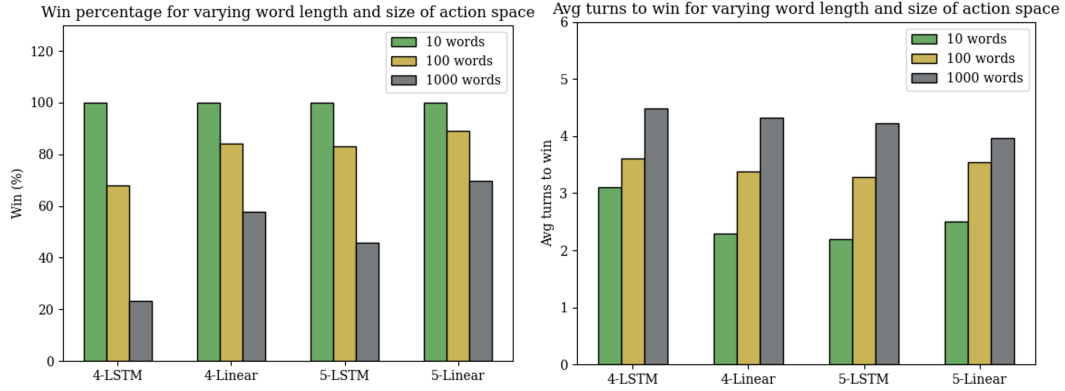 Win percentage for varying word length and size of action space
Win (%)
120
100
80
60
40
20
0
10 words
100 words
1000 words
4-LSTM
4-Linear
5-LSTM
5-Linear
Avg turns to win for varying word length and size of action space
Avg turns to win
6
5
4
3
2
1
0
10 words
100 words
1000 words
4-LSTM
4-Linear
5-LSTM
5-Linear